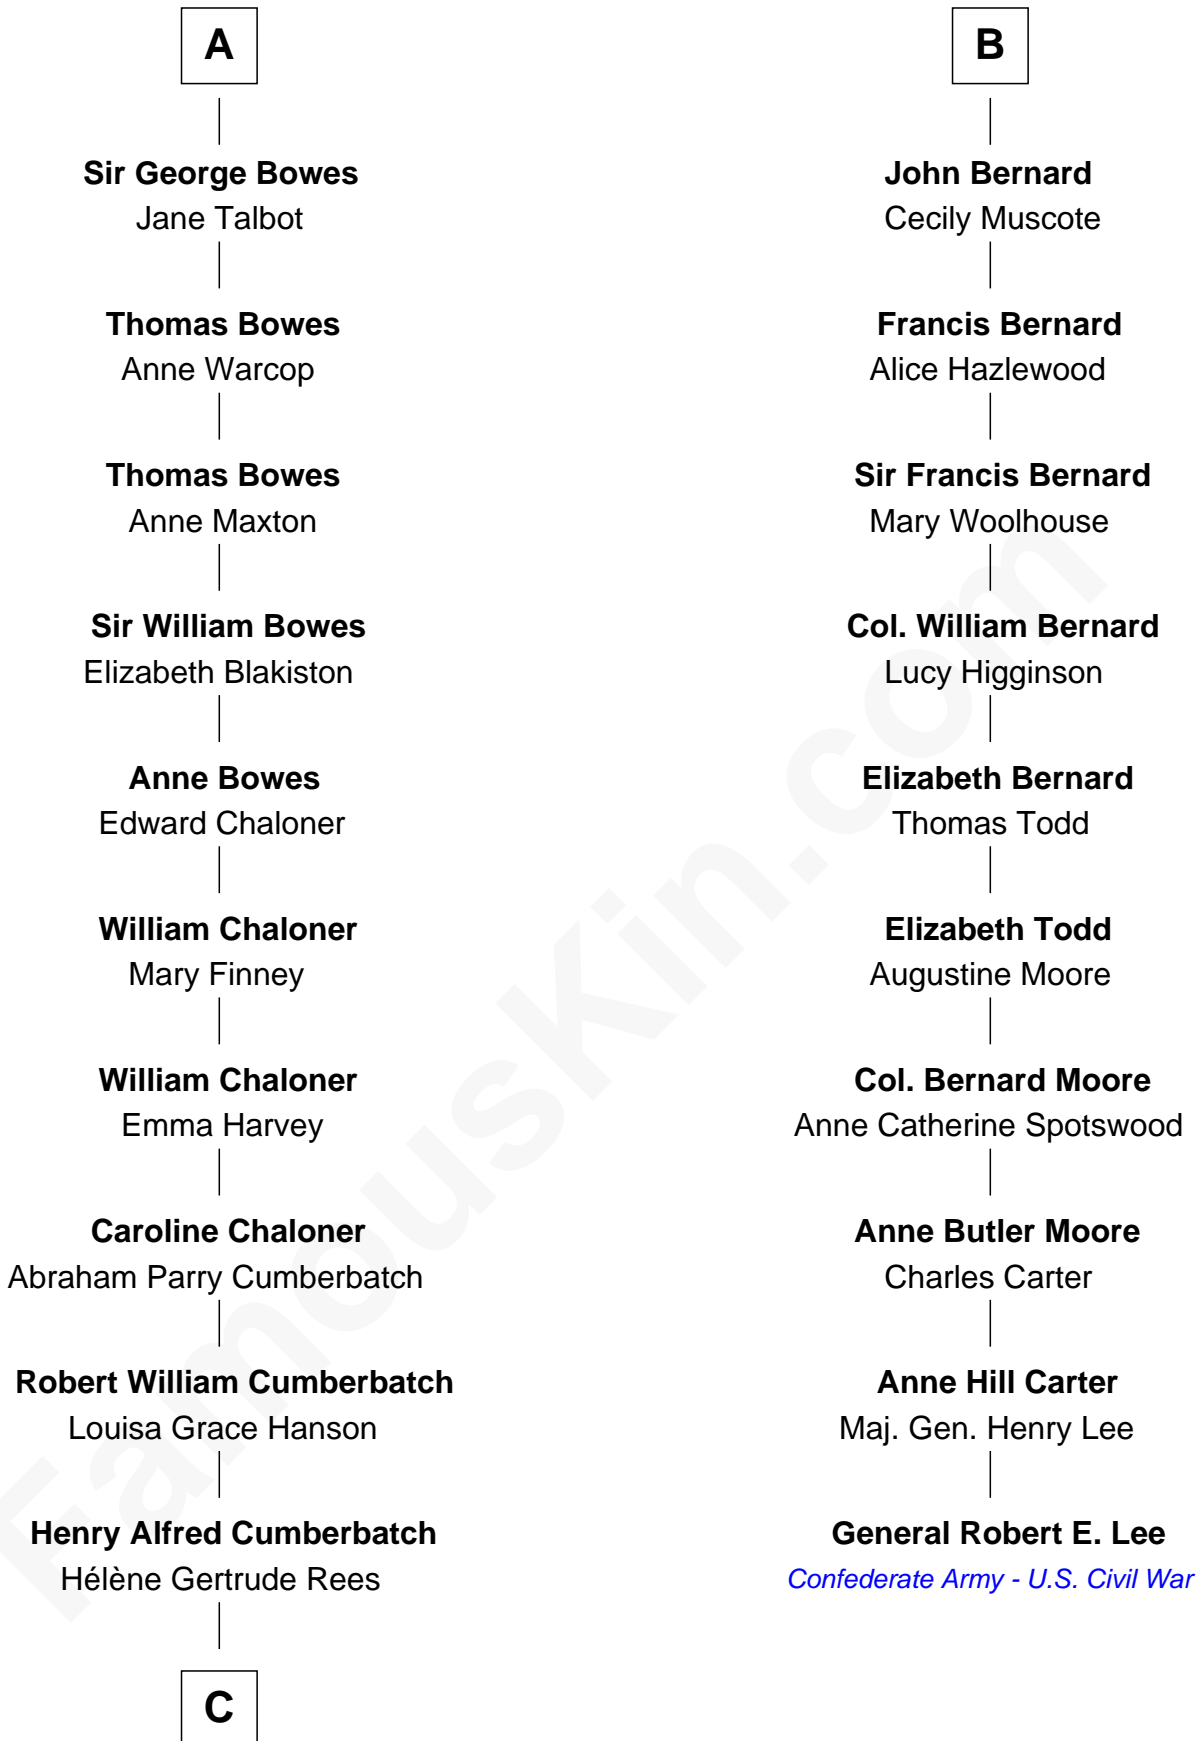 A
Sir George Bowes
Jane Talbot
Thomas Bowes
Anne Warcop
Thomas Bowes
Anne Maxton
Sir William Bowes
Elizabeth Blakiston
Anne Bowes
Edward Chaloner
William Chaloner
Mary Finney
William Chaloner
Emma Harvey
Caroline Chaloner
Abraham Parry Cumberbatch
Robert William Cumberbatch
Louisa Grace Hanson
Henry Alfred Cumberbatch
Hélène Gertrude Rees
C
B
John Bernard
Cecily Muscote
Francis Bernard
Alice Hazlewood
Sir Francis Bernard
Mary Woolhouse
Col. William Bernard
Lucy Higginson
Elizabeth Bernard
Thomas Todd
Elizabeth Todd
Augustine Moore
Col. Bernard Moore
Anne Catherine Spotswood
Anne Butler Moore
Charles Carter
Anne Hill Carter
Maj. Gen. Henry Lee
General Robert E. Lee
Confederate Army - U.S. Civil War
FamousKin.com